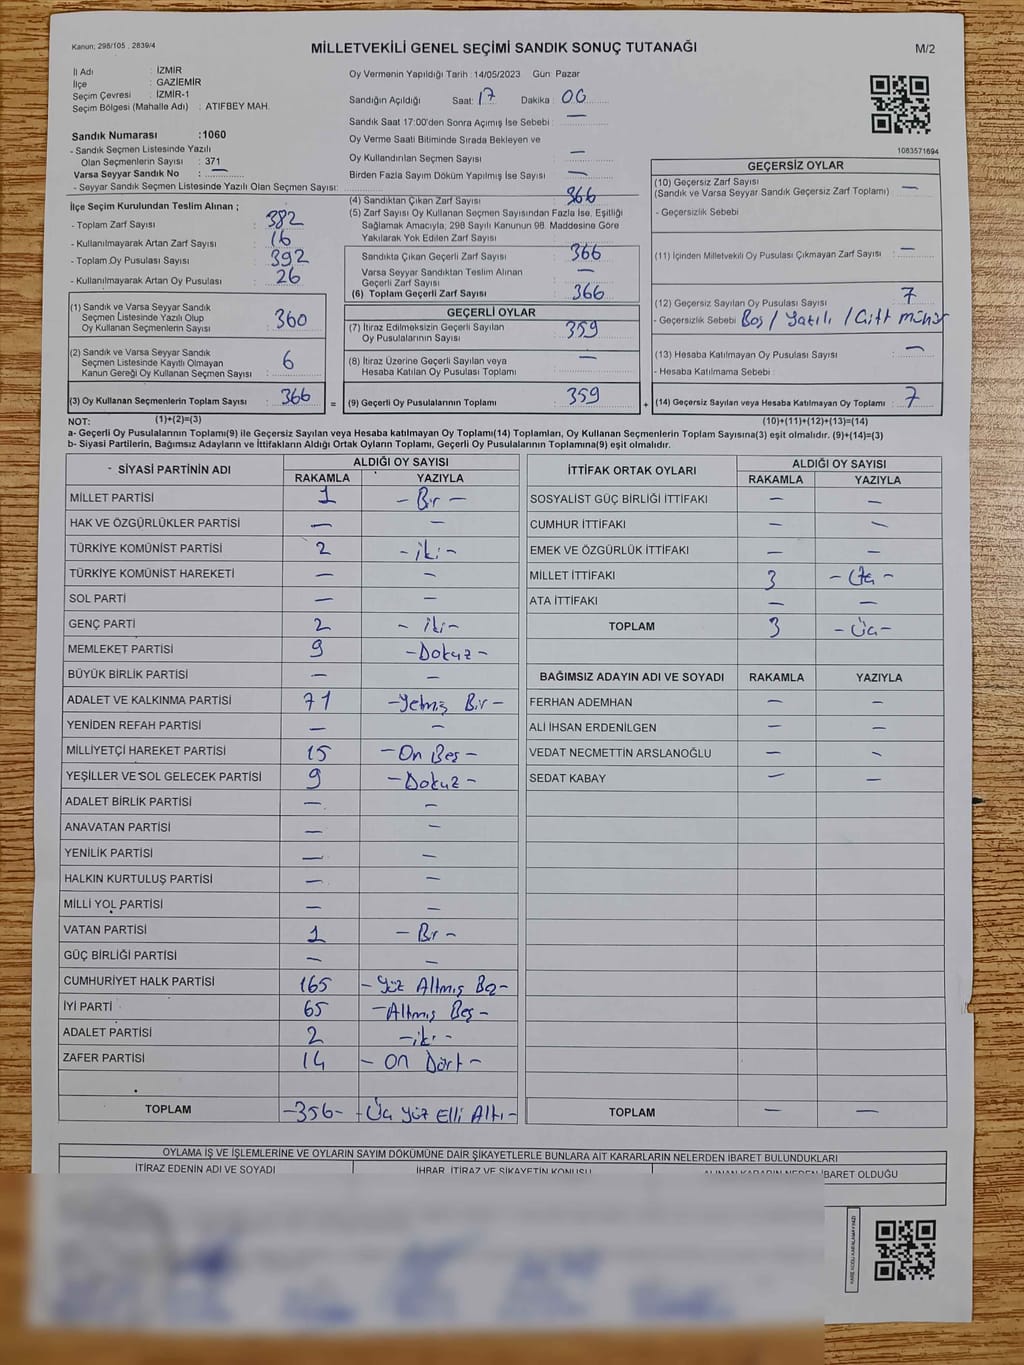 Kanun; 298/105 , 2839/4
MİLLETVEKİLİ GENEL SEÇİMİ SANDIK SONUÇ TUTANAĞI
M/2
İl Adı : İZMİR
İlçe : GAZİEMİR
Seçim Çevresi : İZMİR-1
Seçim Bölgesi (Mahalle Adı) : ATIFBEY MAH.
Sandık Numarası :1060
- Sandık Seçmen Listesinde Yazılı
Olan Seçmenlerin Sayısı : 371
Varsa Seyyar Sandık No : —
- Seyyar Sandık Seçmen Listesinde Yazılı Olan Seçmen Sayısı:
Oy Vermenin Yapıldığı Tarih :14/05/2023 Gün Pazar
Sandığın Açıldığı Saat: 17 Dakika : 00
Sandık Saat 17:00'den Sonra Açmış İse Sebebi : —
Oy Verme Saati Bitiminde Sırada Bekleyen ve
Oy Kullandırılan Seçmen Sayısı : —
Birden Fazla Sayım Döküm Yapılmış İse Sayısı : —
1083571694
İlçe Seçim Kurulundan Teslim Alınan ;
- Toplam Zarf Sayısı : 382
- Kullanılmayarak Artan Zarf Sayısı : 16
- Toplam Oy Pusulası Sayısı : 392
- Kullanılmayarak Artan Oy Pusulası : 26
(1) Sandık ve Varsa Seyyar Sandık
Seçmen Listesinde Yazılı Olup
Oy Kullanan Seçmenlerin Sayısı : 360
(2) Sandık ve Varsa Seyyar Sandık
Seçmen Listesinde Kayıtlı Olmayan
Kanun Gereği Oy Kullanan Seçmen Sayısı : 6
(3) Oy Kullanan Seçmenlerin Toplam Sayısı : 366
(4) Sandıktan Çıkan Zarf Sayısı : 366
(5) Zarf Sayısı Oy Kullanan Seçmen Sayısından Fazla İse, Eşitliği
Sağlamak Amacıyla, 298 Sayılı Kanunun 98. Maddesine Göre
Yakılarak Yok Edilen Zarf Sayısı :
Sandıkta Çıkan Geçerli Zarf Sayısı : 366
Varsa Seyyar Sandıktan Teslim Alınan
Geçerli Zarf Sayısı : —
(6) Toplam Geçerli Zarf Sayısı : 366
GEÇERLİ OYLAR
(7) İtiraz Edilmeksizin Geçerli Sayılan
Oy Pusulalarının Sayısı : 359
(8) İtiraz Üzerine Geçerli Sayılan veya
Hesaba Katılan Oy Pusulası Toplamı : —
= (9) Geçerli Oy Pusulalarının Toplamı : 359
GEÇERSİZ OYLAR
(10) Geçersiz Zarf Sayısı : —
(Sandık ve Varsa Seyyar Sandık Geçersiz Zarf Toplamı)
- Geçersizlik Sebebi
(11) İçinden Milletvekili Oy Pusulası Çıkmayan Zarf Sayısı : —
(12) Geçersiz Sayılan Oy Pusulası Sayısı : 7
- Geçersizlik Sebebi Boş / Yazılı / Çift mühür
(13) Hesaba Katılmayan Oy Pusulası Sayısı : —
- Hesaba Katılmama Sebebi :
+ (14) Geçersiz Sayılan veya Hesaba Katılmayan Oy Toplamı : 7
NOT: (1)+(2)=(3) (10)+(11)+(12)+(13)=(14)
a- Geçerli Oy Pusulalarının Toplamı(9) ile Geçersiz Sayılan veya Hesaba katılmayan Oy Toplamı(14) Toplamları, Oy Kullanan Seçmenlerin Toplam Sayısına(3) eşit olmalıdır. (9)+(14)=(3)
b- Siyasi Partilerin, Bağımsız Adayların ve İttifakların Aldığı Ortak Oyların Toplamı, Geçerli Oy Pusulalarının Toplamına(9) eşit olmalıdır.
SİYASİ PARTİNİN ADI ALDIĞI OY SAYISI
RAKAMLA YAZIYLA
MİLLET PARTİSİ 1 - Bir -
HAK VE ÖZGÜRLÜKLER PARTİSİ — —
TÜRKİYE KOMÜNİST PARTİSİ 2 - iki -
TÜRKİYE KOMÜNİST HAREKETİ — —
SOL PARTİ — —
GENÇ PARTİ 2 - iki -
MEMLEKET PARTİSİ 9 - Dokuz -
BÜYÜK BİRLİK PARTİSİ — —
ADALET VE KALKINMA PARTİSİ 71 - Yetmiş Bir -
YENİDEN REFAH PARTİSİ — —
MİLLİYETÇİ HAREKET PARTİSİ 15 - On Beş -
YEŞİLLER VE SOL GELECEK PARTİSİ 9 - Dokuz -
ADALET BİRLİK PARTİSİ — —
ANAVATAN PARTİSİ — —
YENİLİK PARTİSİ — —
HALKIN KURTULUŞ PARTİSİ — —
MİLLİ YOL PARTİSİ — —
VATAN PARTİSİ 1 - Bir -
GÜÇ BİRLİĞİ PARTİSİ — —
CUMHURİYET HALK PARTİSİ 165 - Yüz Altmış Beş -
İYİ PARTİ 65 - Altmış Beş -
ADALET PARTİSİ 2 - iki -
ZAFER PARTİSİ 14 - On Dört -
TOPLAM -356- - Üç Yüz Elli Altı -
İTTİFAK ORTAK OYLARI ALDIĞI OY SAYISI
RAKAMLA YAZIYLA
SOSYALİST GÜÇ BİRLİĞİ İTTİFAKI — —
CUMHUR İTTİFAKI — —
EMEK VE ÖZGÜRLÜK İTTİFAKI — —
MİLLET İTTİFAKI 3 - Üç -
ATA İTTİFAKI — —
TOPLAM 3 - Üç -
BAĞIMSIZ ADAYIN ADI VE SOYADI RAKAMLA YAZIYLA
FERHAN ADEMHAN — —
ALİ İHSAN ERDENİLGEN — —
VEDAT NECMETTİN ARSLANOĞLU — —
SEDAT KABAY — —
TOPLAM — —
OYLAMA İŞ VE İŞLEMLERİNE VE OYLARIN SAYIM DÖKÜMÜNE DAİR ŞİKAYETLERLE BUNLARA AİT KARARLARIN NELERDEN İBARET BULUNDUKLARI
İTİRAZ EDENİN ADI VE SOYADI İHBAR, İTİRAZ VE ŞİKAYETİN KONUSU ALINAN KARARIN NEDEN İBARET OLDUĞU